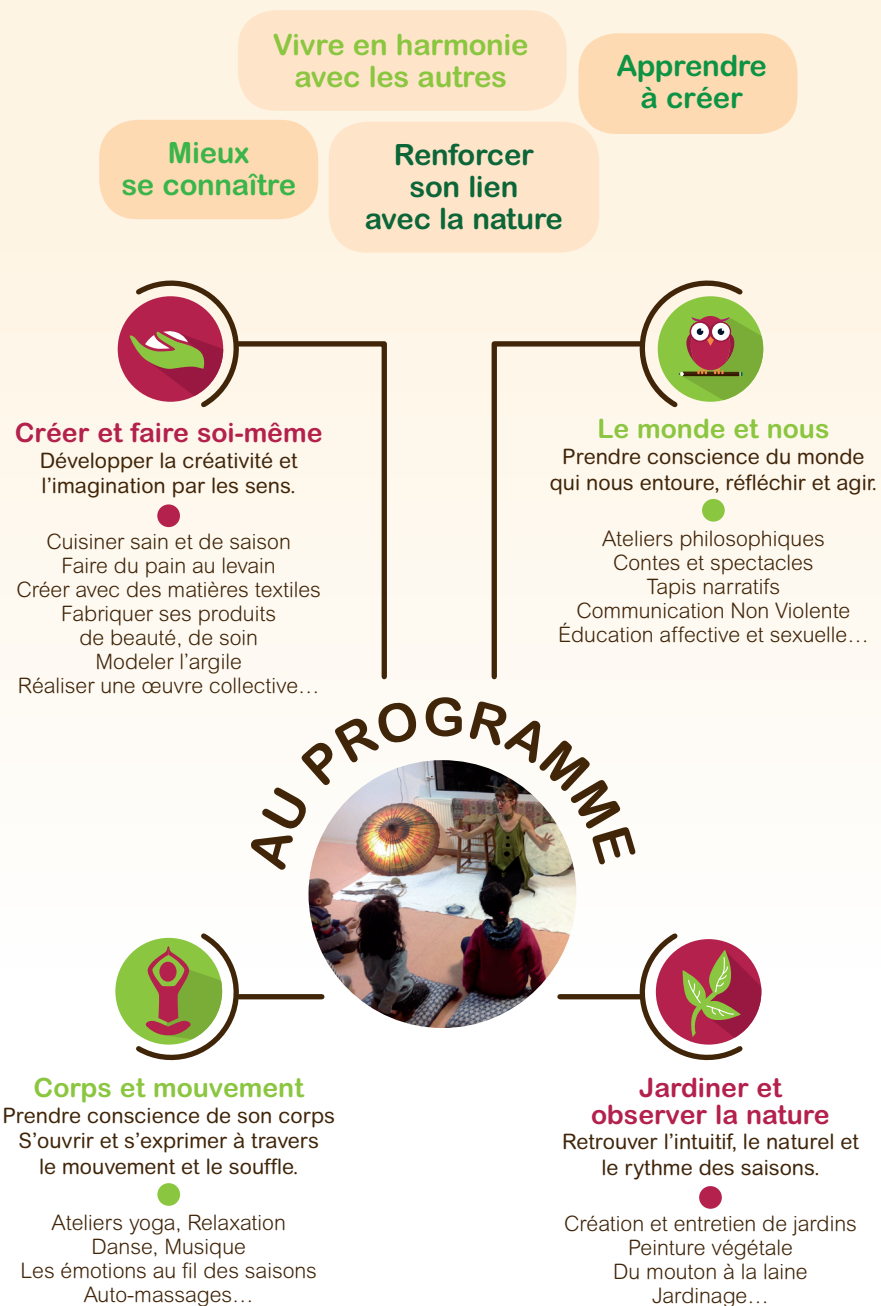 Vivre en harmonie
avec les autres
Apprendre
à créer
Mieux
se connaître
Renforcer
son lien
avec la nature
Créer et faire soi-même
Développer la créativité et
l'imagination par les sens.
Cuisiner sain et de saison
Faire du pain au levain
Créer avec des matières textiles
Fabriquer ses produits
de beauté, de soin
Modeler l'argile
Réaliser une œuvre collective…
Le monde et nous
Prendre conscience du monde
qui nous entoure, réfléchir et agir.
Ateliers philosophiques
Contes et spectacles
Tapis narratifs
Communication Non Violente
Éducation affective et sexuelle…
AU PROGRAMME
Corps et mouvement
Prendre conscience de son corps
S'ouvrir et s'exprimer à travers
le mouvement et le souffle.
Ateliers yoga, Relaxation
Danse, Musique
Les émotions au fil des saisons
Auto-massages…
Jardiner et
observer la nature
Retrouver l'intuitif, le naturel et
le rythme des saisons.
Création et entretien de jardins
Peinture végétale
Du mouton à la laine
Jardinage…